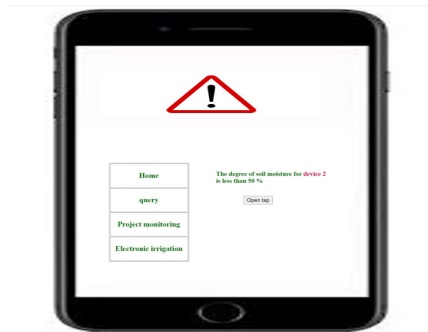 Home
query
Project monitoring
Electronic irrigation
The degree of soil moisture for device 2
is less than 50 %
Open tap